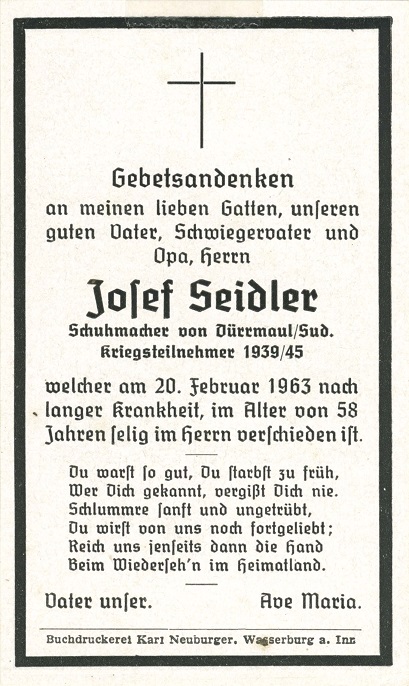 Gebetsandenken
an meinen lieben Gatten, unseren
guten Vater, Schwiegervater und
Opa, Herrn
Josef Seidler
Schuhmacher von Dürrmaul/Sud.
Kriegsteilnehmer 1939/45
welcher am 20. Februar 1963 nach
langer Krankheit, im Alter von 58
Jahren selig im Herrn verschieden ist.
Du warst so gut, Du starbst zu früh,
Wer Dich gekannt, vergißt Dich nie.
Schlummre sanft und ungetrübt,
Du wirst von uns noch fortgeliebt;
Reich uns jenseits dann die Hand
Beim Wiederseh'n im Heimatland.
Vater unser. Ave Maria.
Buchdruckerei Karl Neuburger, Wasserburg a. Inn